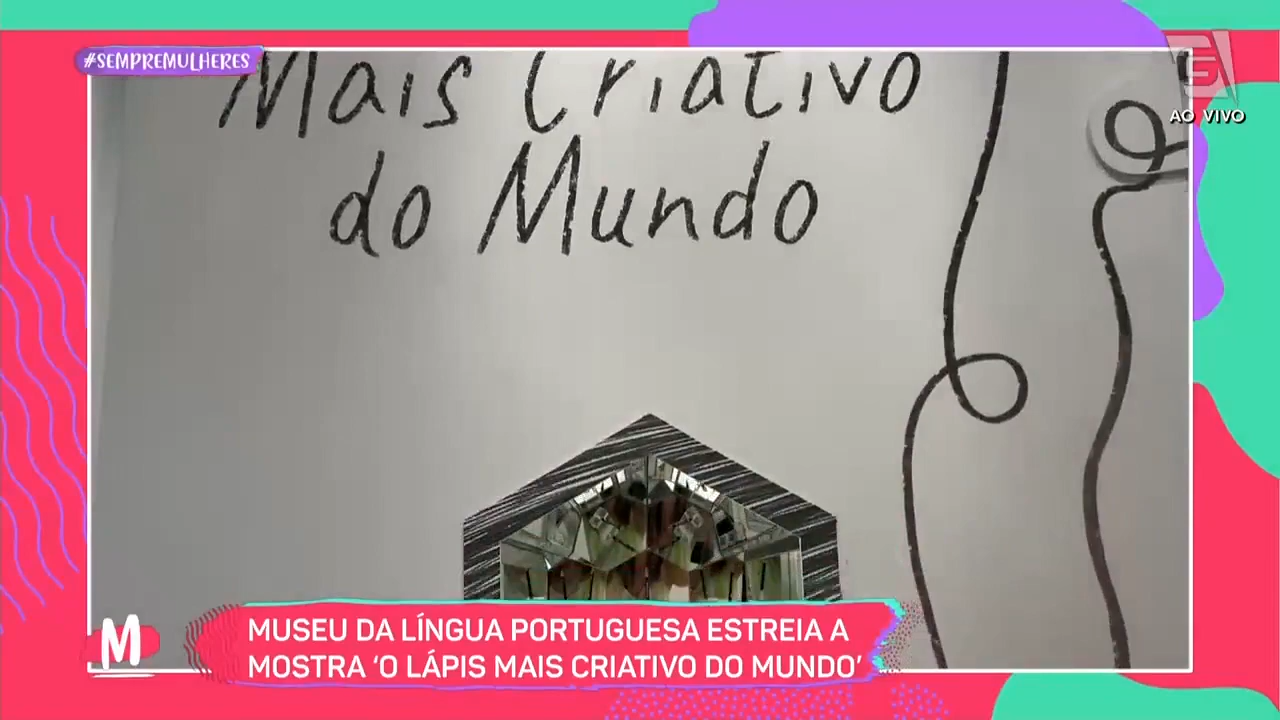 #SEMPREMULHERES
AO VIVO
Mais Criativo
do Mundo
M
MUSEU DA LÍNGUA PORTUGUESA ESTREIA A
MOSTRA ‘O LÁPIS MAIS CRIATIVO DO MUNDO’